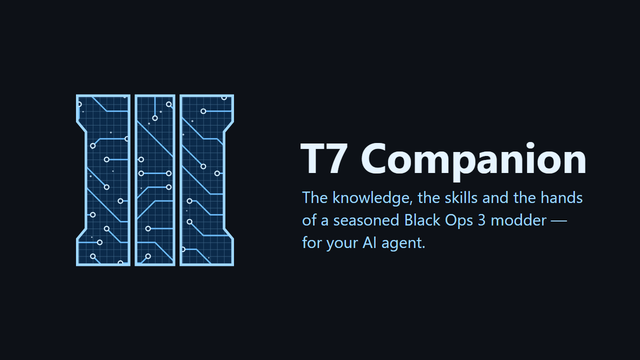 T7 Companion
The knowledge, the skills and the hands
of a seasoned Black Ops 3 modder —
for your AI agent.